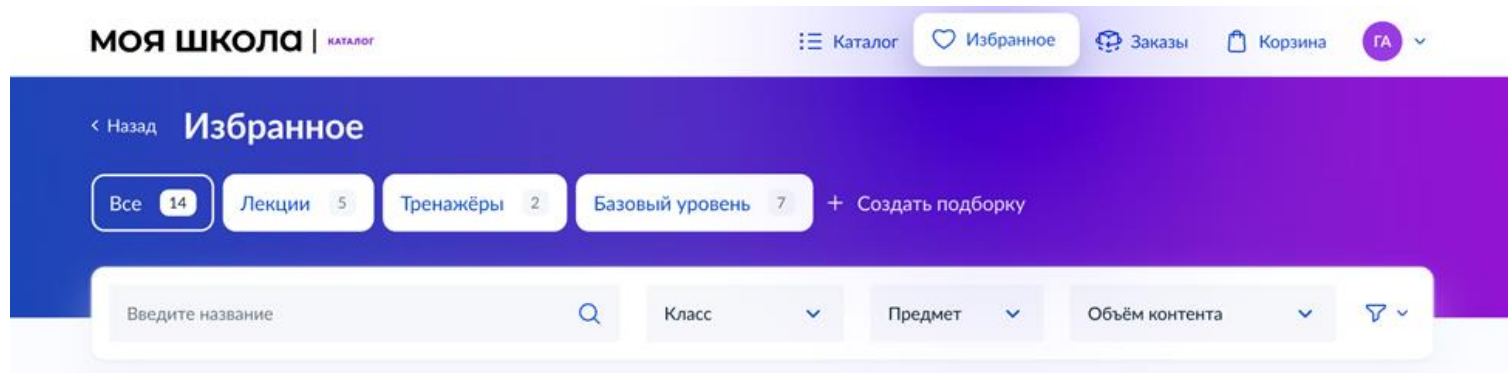 МОЯ ШКОЛА | КАТАЛОГ
Каталог Избранное Заказы Корзина ГА
< Назад Избранное
Все 14 Лекции 5 Тренажёры 2 Базовый уровень 7 + Создать подборку
Введите название Класс Предмет Объём контента